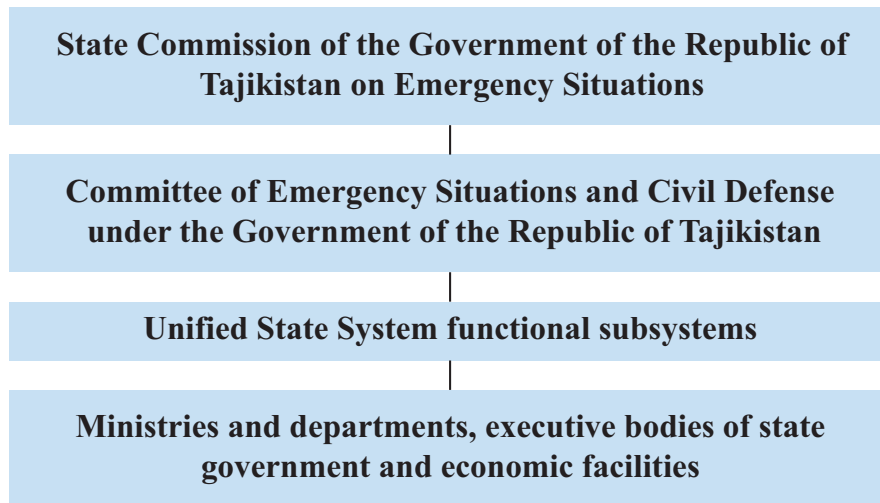 State Commission of the Government of the Republic of
Tajikistan on Emergency Situations
Committee of Emergency Situations and Civil Defense
under the Government of the Republic of Tajikistan
Unified State System functional subsystems
Ministries and departments, executive bodies of state
government and economic facilities